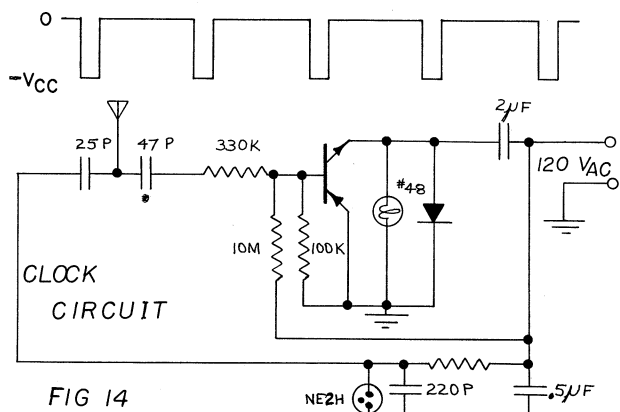 0
-VCC
25P
47P
330K
2µF
120 VAC
#48
10M
100K
CLOCK
CIRCUIT
FIG 14
NE2H
220P
.5µF